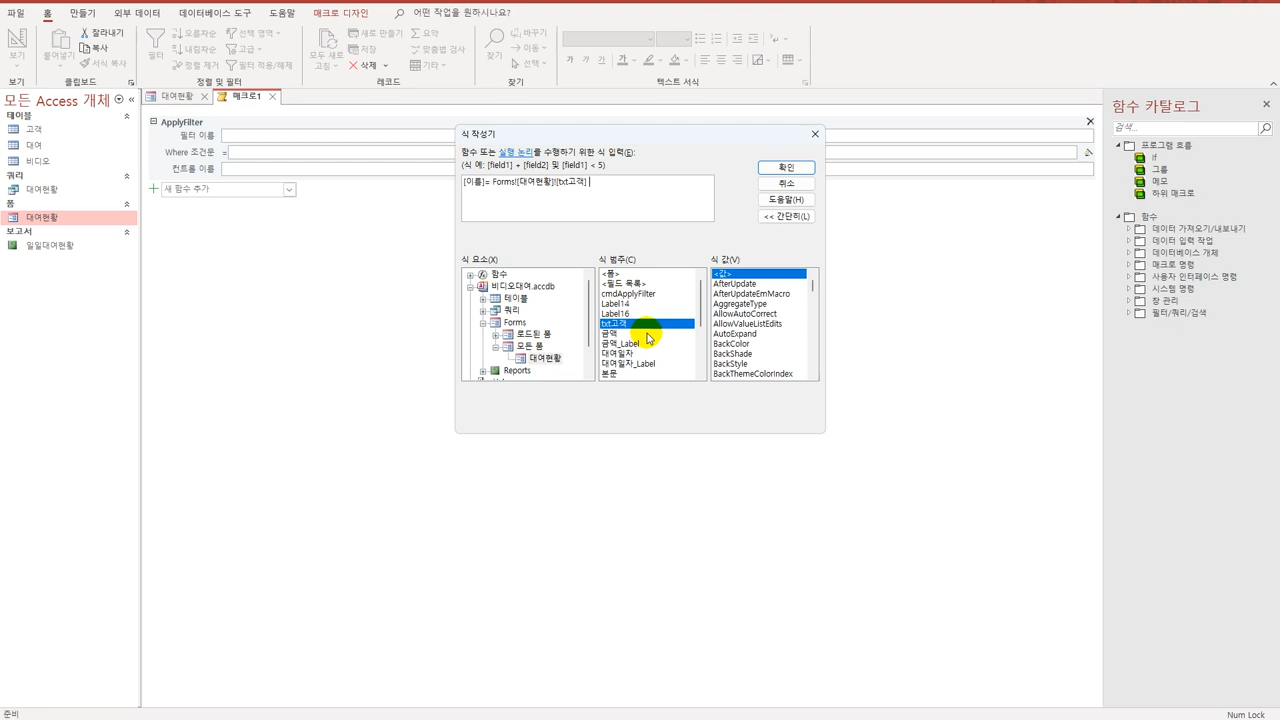 파일 홈 만들기 외부 데이터 데이터베이스 도구 도움말 매크로 디자인 어떤 작업을 원하시나요?
보기
보기
붙여넣기
잘라내기
복사
서식 복사
클립보드
필터
오름차순
내림차순
정렬 제거
선택 영역
고급
필터 적용/해제
정렬 및 필터
모두 새로 고침
새로 만들기
저장
삭제
요약
맞춤법 검사
기타
레코드
찾기
바꾸기
이동
선택
찾기
가 가 가
텍스트 서식
모든 Access 개체
테이블
고객
대여
비디오
쿼리
대여현황
폼
대여현황
보고서
일일대여현황
대여현황 매크로1
ApplyFilter
필터 이름
Where 조건문 =
컨트롤 이름
새 함수 추가
식 작성기
함수 또는 실행 논리를 수행하기 위한 식 입력(E):
(식 예: [field1] + [field2] 및 [field1] < 5)
[이름]= Forms![대여현황]![txt고객]
확인
취소
도움말(H)
<< 간단히(L)
식 요소(X)
함수
비디오대여.accdb
테이블
쿼리
Forms
로드된 폼
모든 폼
대여현황
Reports
식 범주(C)
<폼>
<필드 목록>
cmdApplyFilter
Label14
Label16
txt고객
금액
금액_Label
대여일자
대여일자_Label
본문
식 값(V)
<값>
AfterUpdate
AfterUpdateEmMacro
AggregateType
AllowAutoCorrect
AllowValueListEdits
AutoExpand
BackColor
BackShade
BackStyle
BackThemeColorIndex
함수 카탈로그
검색...
프로그램 흐름
If
그룹
메모
하위 매크로
함수
데이터 가져오기/내보내기
데이터 입력 작업
데이터베이스 개체
매크로 명령
사용자 인터페이스 명령
시스템 명령
창 관리
필터/쿼리/검색
준비
Num Lock